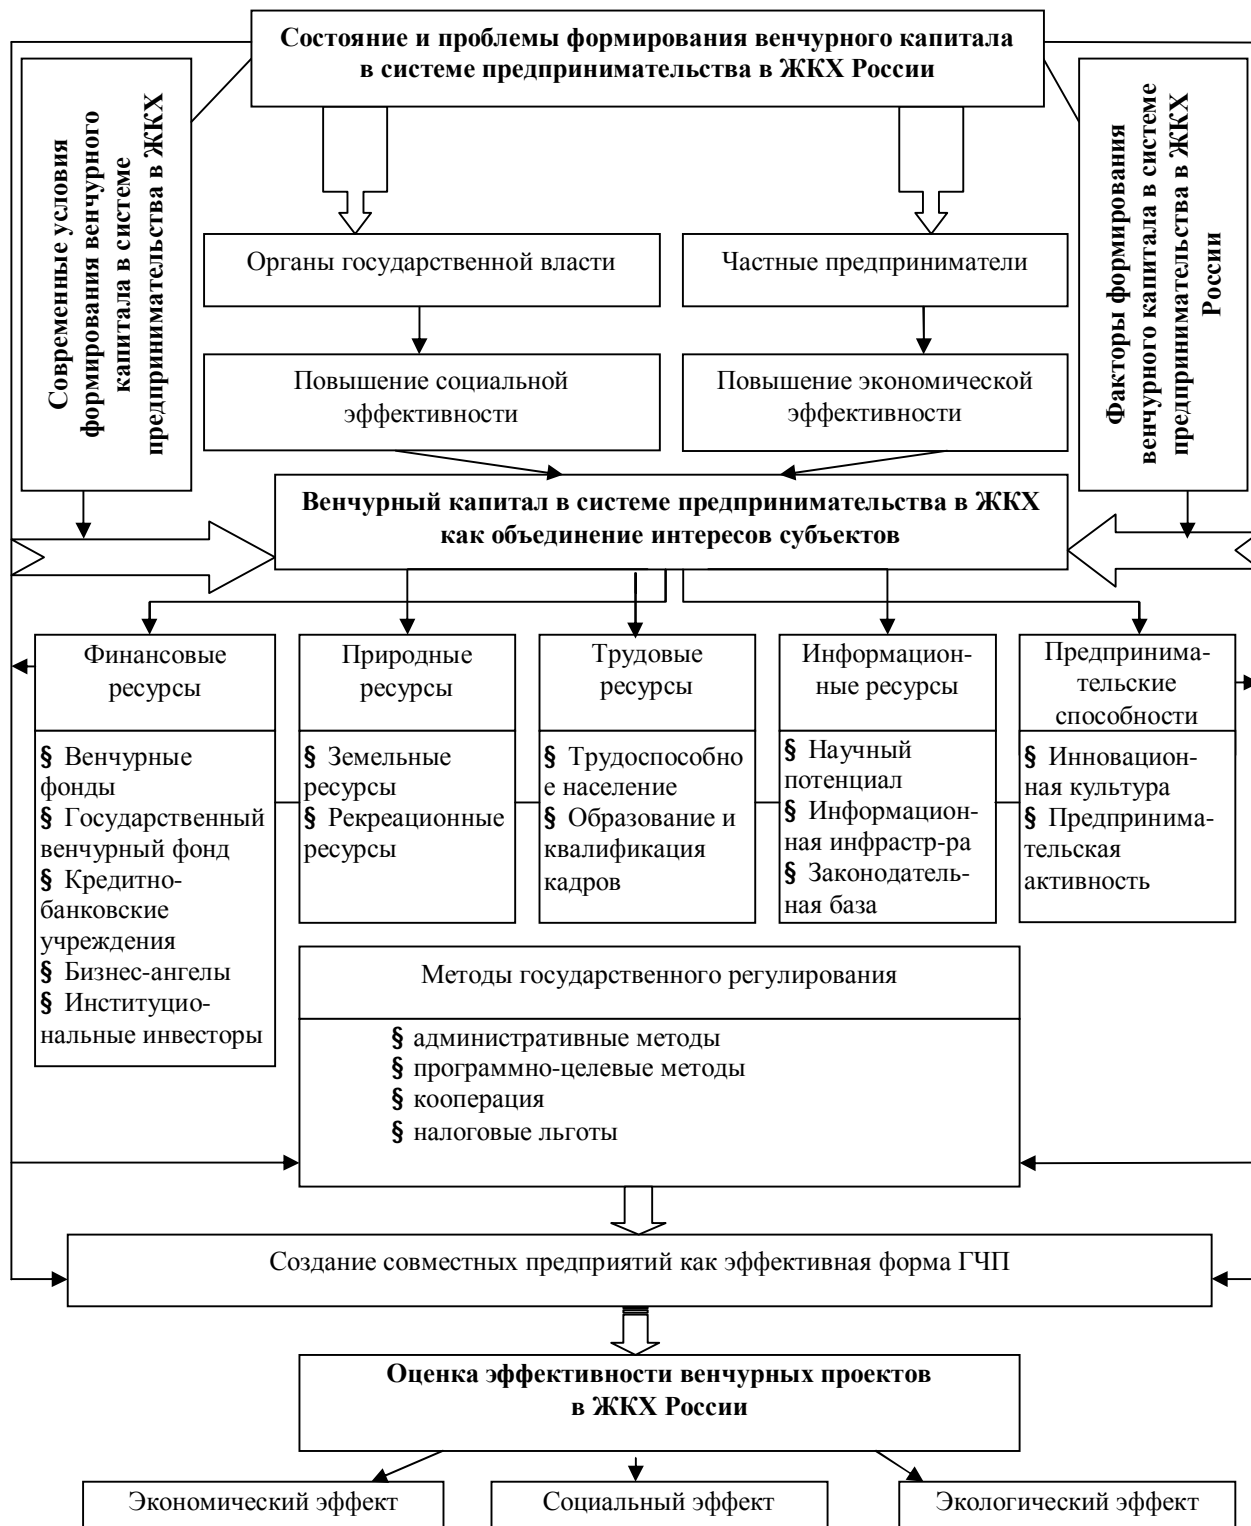 Состояние и проблемы формирования венчурного капитала
в системе предпринимательства в ЖКХ России
Современные условия
формирования венчурного
капитала в системе
предпринимательства в ЖКХ
Факторы формирования
венчурного капитала в системе
предпринимательства в ЖКХ
России
Органы государственной власти
Частные предприниматели
Повышение социальной
эффективности
Повышение экономической
эффективности
Венчурный капитал в системе предпринимательства в ЖКХ
как объединение интересов субъектов
Финансовые
ресурсы
§ Венчурные
фонды
§ Государственный
венчурный фонд
§ Кредитно-
банковские
учреждения
§ Бизнес-ангелы
§ Институцио-
нальные инвесторы
Природные
ресурсы
§ Земельные
ресурсы
§ Рекреационные
ресурсы
Трудовые
ресурсы
§ Трудоспособно
е население
§ Образование и
квалификация
кадров
Информацион-
ные ресурсы
§ Научный
потенциал
§ Информацион-
ная инфрастр-ра
§ Законодатель-
ная база
Предпринима-
тельские
способности
§ Инновацион-
ная культура
§ Предпринима-
тельская
активность
Методы государственного регулирования
§ административные методы
§ программно-целевые методы
§ кооперация
§ налоговые льготы
Создание совместных предприятий как эффективная форма ГЧП
Оценка эффективности венчурных проектов
в ЖКХ России
Экономический эффект
Социальный эффект
Экологический эффект